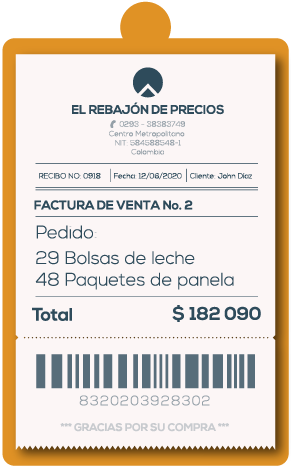 EL REBAJÓN DE PRECIOS
0293 - 38383749
Centro Metropolitano
NIT: 584588548-1
Colombia
RECIBO NO: 0918 Fecha: 12/06/2020 Cliente: John Díaz
FACTURA DE VENTA No. 2
Pedido:
29 Bolsas de leche
48 Paquetes de panela
Total $ 182 090
8320203928302
*** GRACIAS POR SU COMPRA ***